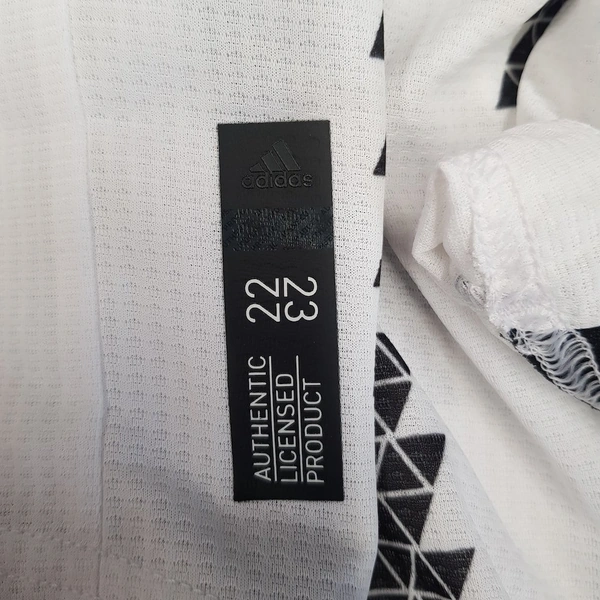 adidas
22
23
AUTHENTIC
LICENSED
PRODUCT